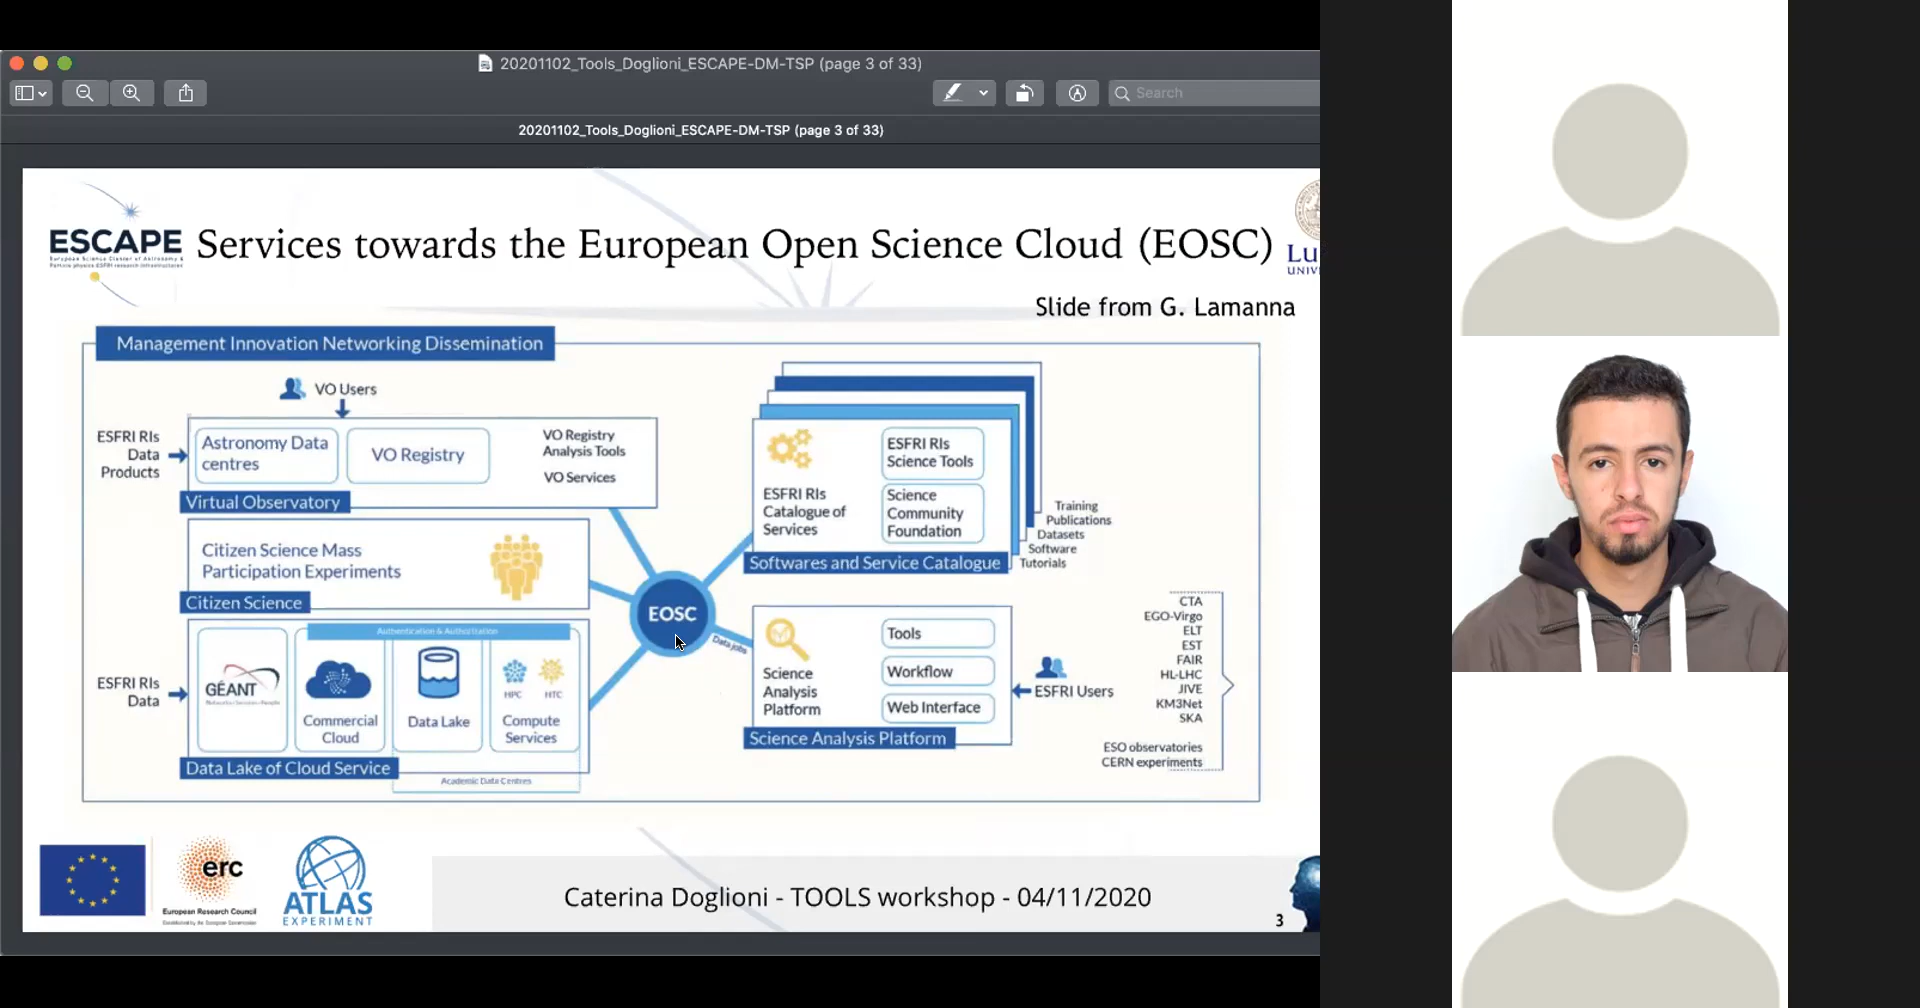 20201102_Tools_Doglioni_ESCAPE-DM-TSP (page 3 of 33)
Search
20201102_Tools_Doglioni_ESCAPE-DM-TSP (page 3 of 33)
ESCAPE
European Science Cluster of Astronomy &
Particle physics ESFRI research Infrastructures
Services towards the European Open Science Cloud (EOSC)
Slide from G. Lamanna
Management Innovation Networking Dissemination
VO Users
ESFRI RIs
Data
Products
Astronomy Data
centres
VO Registry
VO Registry
Analysis Tools
VO Services
Virtual Observatory
Citizen Science Mass
Participation Experiments
Citizen Science
Authentication & Authorization
ESFRI RIs
Data
GÉANT
Networks • Services • People
Commercial
Cloud
Data Lake
HPC
HTC
Compute
Services
Data Lake of Cloud Service
Academic Data Centres
EOSC
Data jobs
ESFRI RIs
Catalogue of
Services
ESFRI RIs
Science Tools
Science
Community
Foundation
Softwares and Service Catalogue
Training
Publications
Datasets
Software
Tutorials
Science
Analysis
Platform
Tools
Workflow
Web Interface
Science Analysis Platform
ESFRI Users
CTA
EGO-Virgo
ELT
EST
FAIR
HL-LHC
JIVE
KM3Net
SKA
ESO observatories
CERN experiments
erc
European Research Council
Established by the European Commission
ATLAS
EXPERIMENT
Caterina Doglioni - TOOLS workshop - 04/11/2020
3